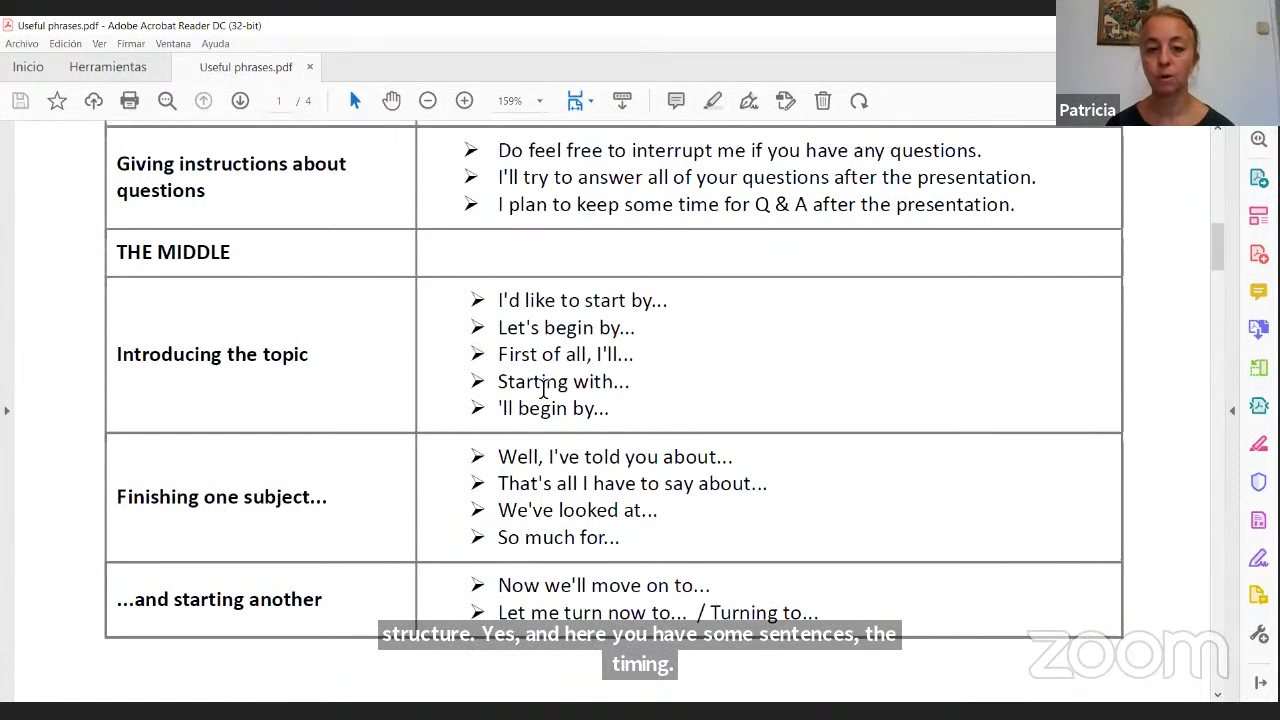 Useful phrases.pdf - Adobe Acrobat Reader DC (32-bit)
Archivo Edición Ver Firmar Ventana Ayuda
Inicio Herramientas Useful phrases.pdf ×
1 / 4 159%
Patricia
Giving instructions about
questions
➢ Do feel free to interrupt me if you have any questions.
➢ I'll try to answer all of your questions after the presentation.
➢ I plan to keep some time for Q & A after the presentation.
THE MIDDLE
Introducing the topic
➢ I'd like to start by...
➢ Let's begin by...
➢ First of all, I'll...
➢ Starting with...
➢ 'll begin by...
Finishing one subject...
➢ Well, I've told you about...
➢ That's all I have to say about...
➢ We've looked at...
➢ So much for...
...and starting another
➢ Now we'll move on to...
➢ Let me turn now to... / Turning to...
structure. Yes, and here you have some sentences, the
timing.
zoom